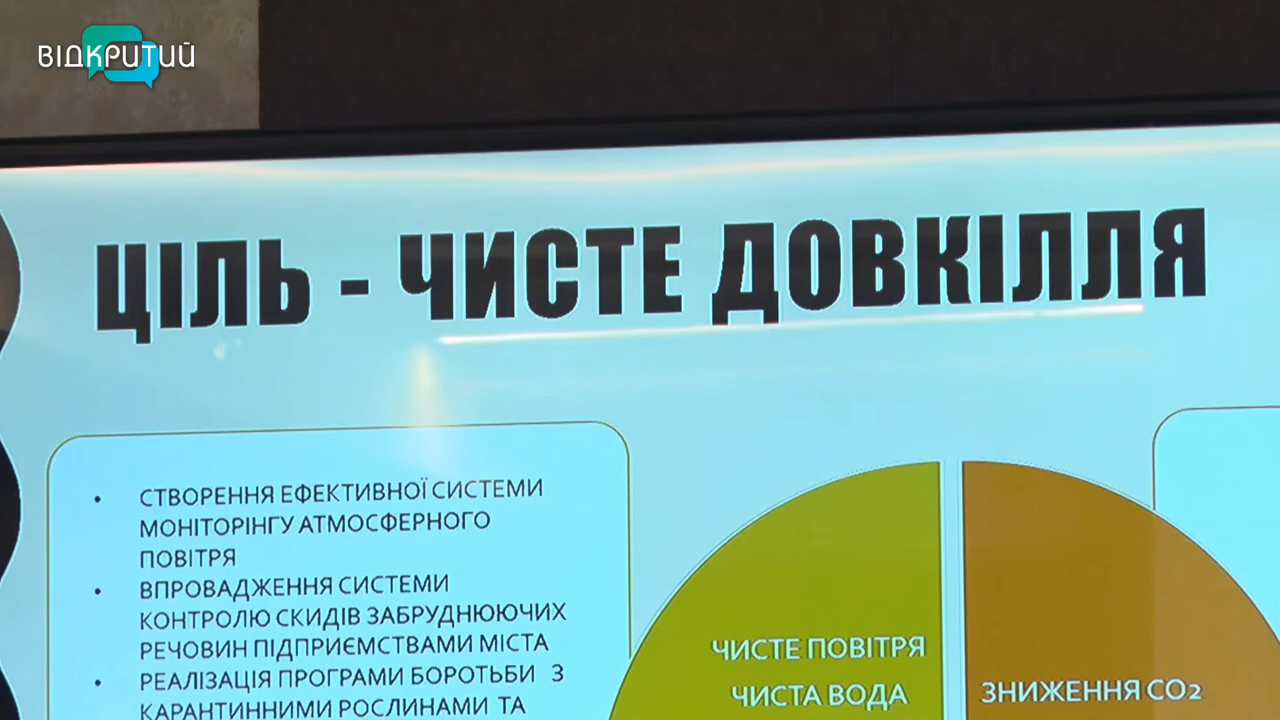 ВІДКРИТИЙ
ЦІЛЬ - ЧИСТЕ ДОВКІЛЛЯ
• СТВОРЕННЯ ЕФЕКТИВНОЇ СИСТЕМИ
МОНІТОРІНГУ АТМОСФЕРНОГО
ПОВІТРЯ
• ВПРОВАДЖЕННЯ СИСТЕМИ
КОНТРОЛЮ СКИДІВ ЗАБРУДНЮЮЧИХ
РЕЧОВИН ПІДПРИЄМСТВАМИ МІСТА
• РЕАЛІЗАЦІЯ ПРОГРАМИ БОРОТЬБИ З
КАРАНТИННИМИ РОСЛИНАМИ ТА
ЧИСТЕ ПОВІТРЯ
ЧИСТА ВОДА
ЗНИЖЕННЯ СО2